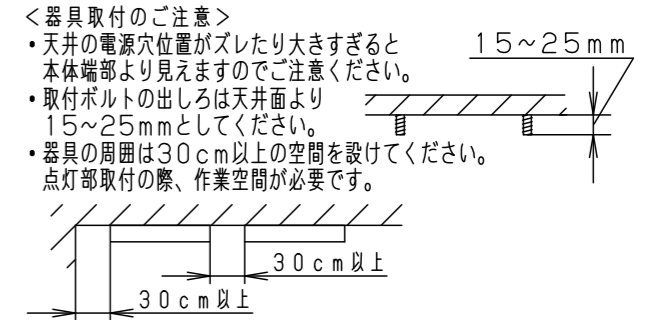 <器具取付のご注意>
・天井の電源穴位置がズレたり大きすぎると
本体端部より見えますのでご注意ください。
・取付ボルトの出しろは天井面より
15~25mmとしてください。
・器具の周囲は30cm以上の空間を設けてください。
点灯部取付の際、作業空間が必要です。
15~25mm
30cm以上
30cm以上